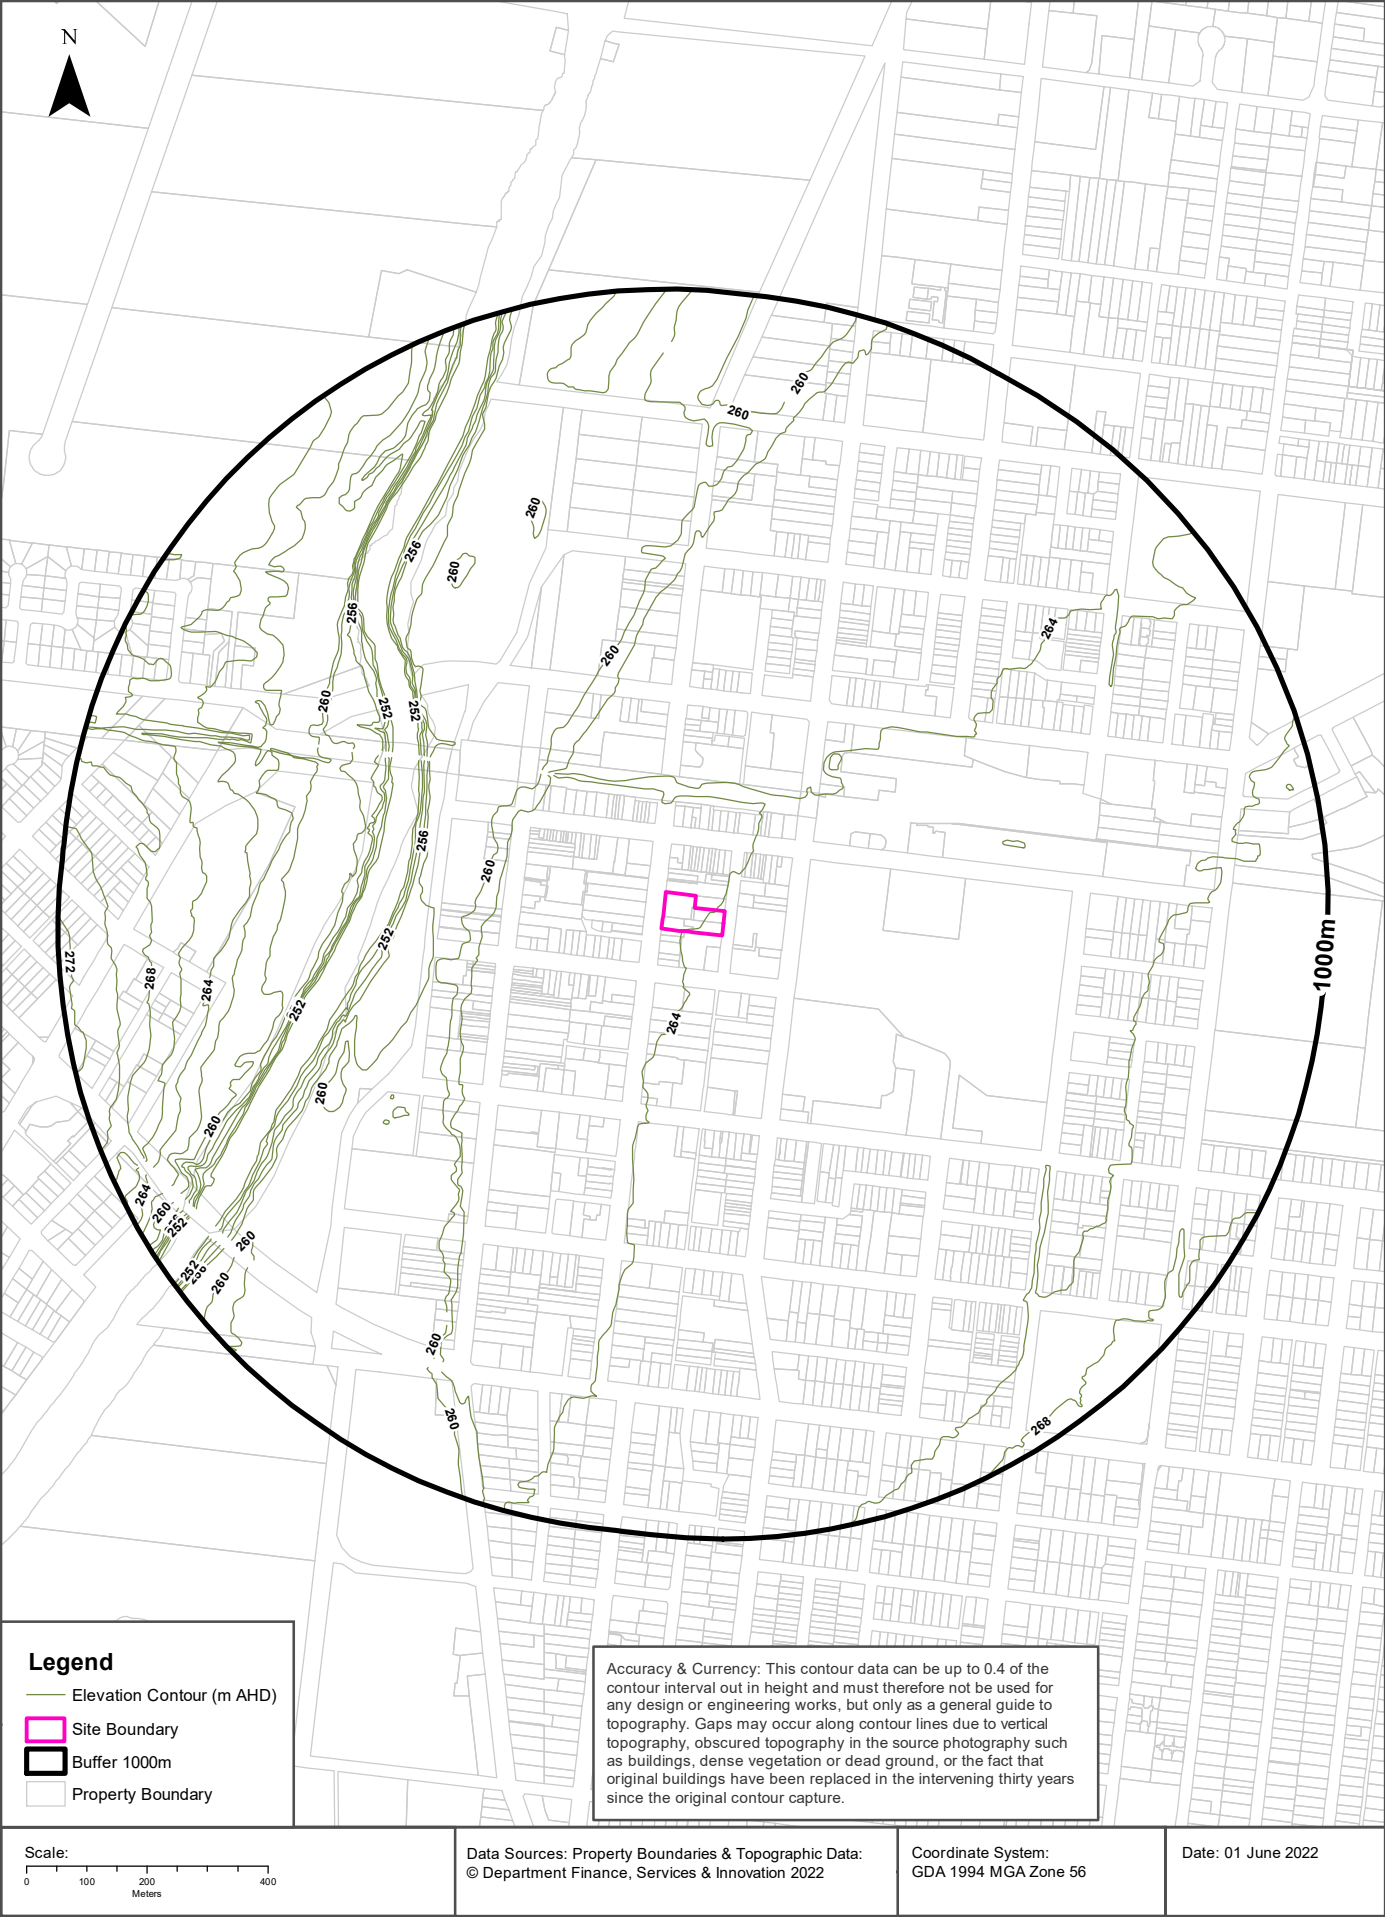 N
260
260
260
256
260
256
264
260
260
252
252
256
260
272
268
264
252
252
264
1000m
260
260
264
260
252
260
252
256
260
260
260
268
Legend
Elevation Contour (m AHD)
Site Boundary
Buffer 1000m
Property Boundary
Accuracy & Currency: This contour data can be up to 0.4 of the
contour interval out in height and must therefore not be used for
any design or engineering works, but only as a general guide to
topography. Gaps may occur along contour lines due to vertical
topography, obscured topography in the source photography such
as buildings, dense vegetation or dead ground, or the fact that
original buildings have been replaced in the intervening thirty years
since the original contour capture.
Scale:
0 100 200 400
Meters
Data Sources: Property Boundaries & Topographic Data:
© Department Finance, Services & Innovation 2022
Coordinate System:
GDA 1994 MGA Zone 56
Date: 01 June 2022